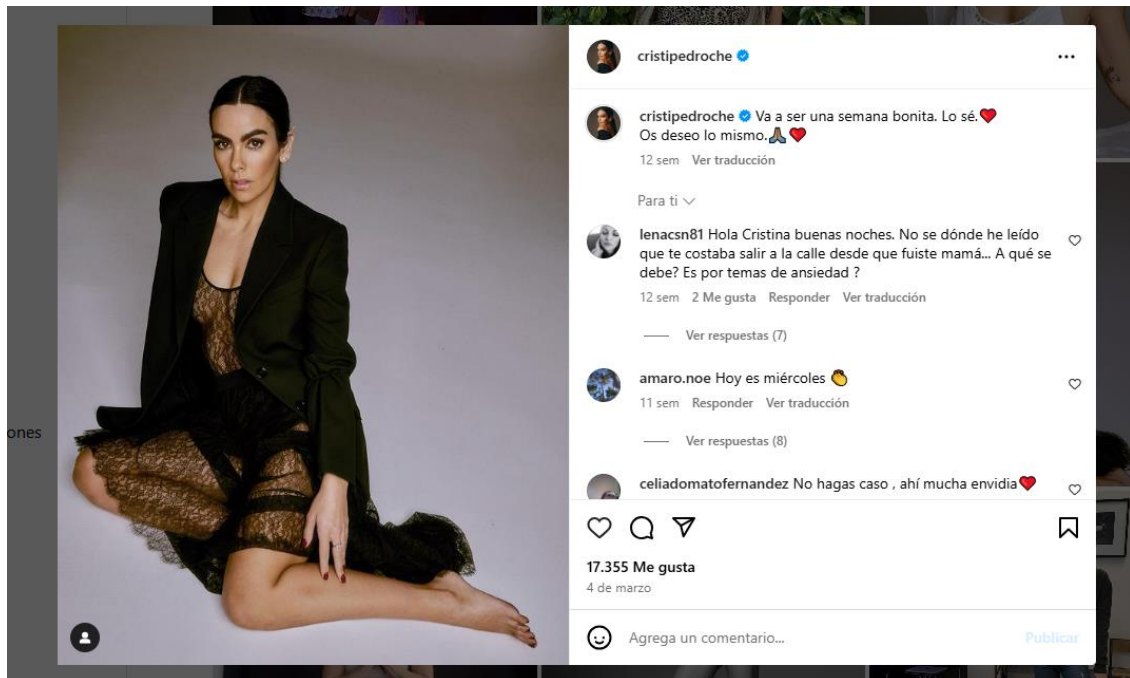 cristipedroche
cristipedroche Va a ser una semana bonita. Lo sé.❤️
Os deseo lo mismo.🙏🏽❤️
12 sem Ver traducción
Para ti
lenacsn81 Hola Cristina buenas noches. No se dónde he leído
que te costaba salir a la calle desde que fuiste mamá... A qué se
debe? Es por temas de ansiedad ?
12 sem 2 Me gusta Responder Ver traducción
Ver respuestas (7)
amaro.noe Hoy es miércoles 👏
11 sem Responder Ver traducción
Ver respuestas (8)
celiadomatofernandez No hagas caso , ahí mucha envidia❤️
17.355 Me gusta
4 de marzo
Agrega un comentario...
Publicar
ones